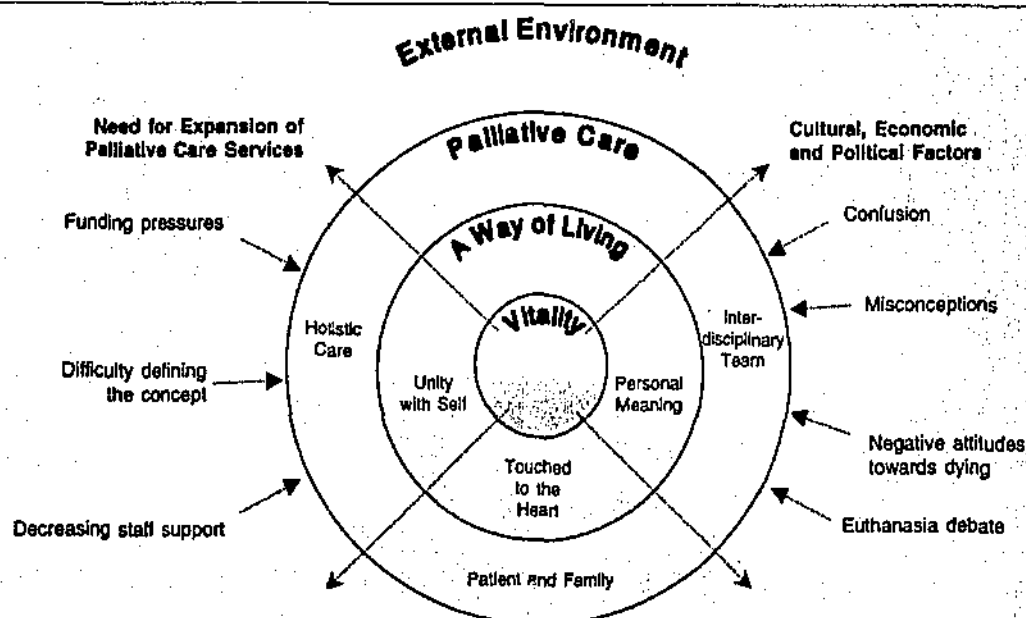 External Environment
Need for Expansion of
Palliative Care Services
Cultural, Economic
and Political Factors
Palliative Care
Funding pressures
Confusion
A Way of Living
Misconceptions
Vitality
Holistic
Care
Inter-
disciplinary
Team
Difficulty defining
the concept
Unity
with Self
Personal
Meaning
Negative attitudes
towards dying
Touched
to the
Heart
Decreasing staff support
Euthanasia debate
Patient and Family